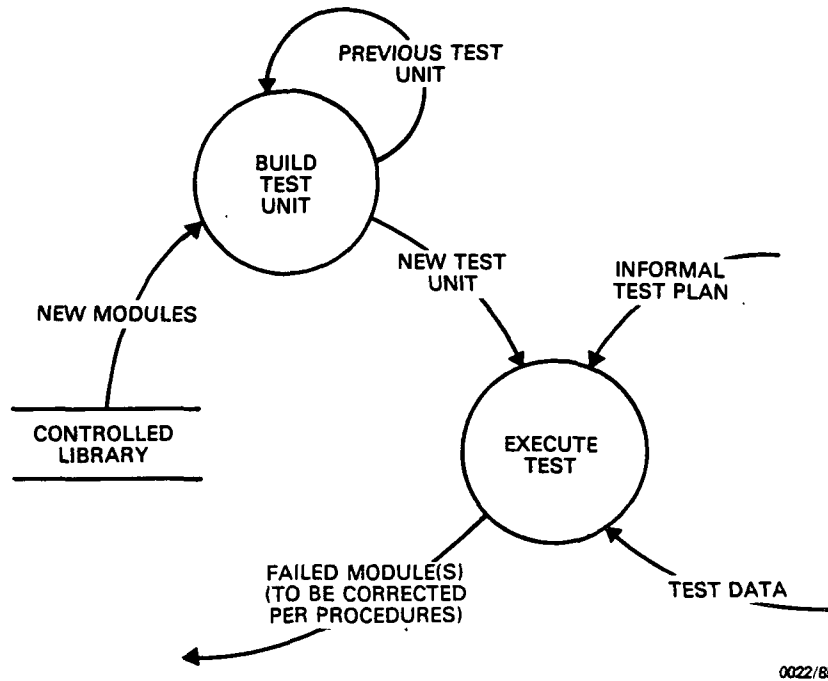 PREVIOUS TEST
UNIT
BUILD
TEST
UNIT
NEW TEST
UNIT
INFORMAL
TEST PLAN
NEW MODULES
CONTROLLED
LIBRARY
EXECUTE
TEST
FAILED MODULE(S)
(TO BE CORRECTED
PER PROCEDURES)
TEST DATA